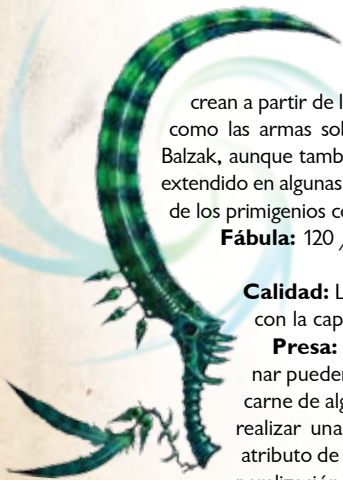 crean a partir de l
como las armas sol
Balzak, aunque tamb
extendido en algunas
de los primigenios co
Fábula: 120
Calidad: L
con la cap
Presa:
nar pueden
carne de alg
realizar una
atributo de